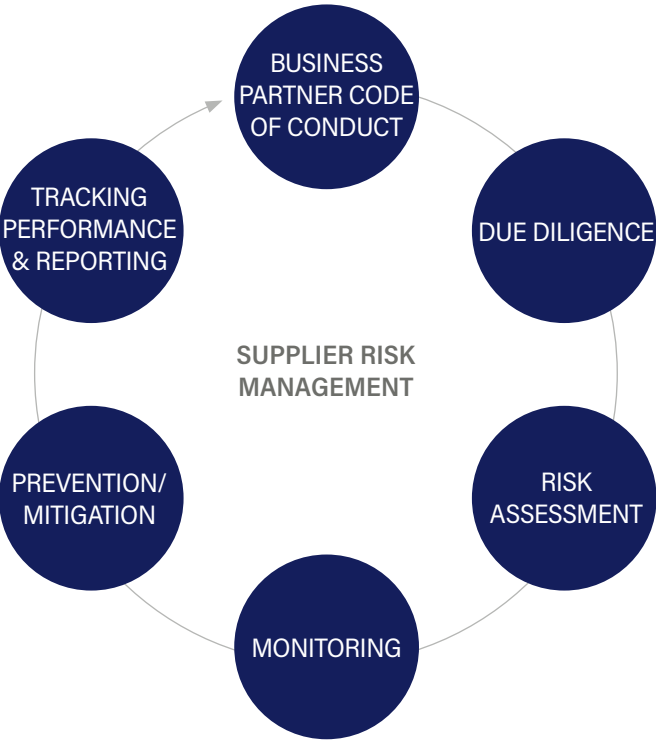 BUSINESS
PARTNER CODE
OF CONDUCT
DUE DILIGENCE
RISK
ASSESSMENT
MONITORING
PREVENTION/
MITIGATION
TRACKING
PERFORMANCE
& REPORTING
SUPPLIER RISK
MANAGEMENT